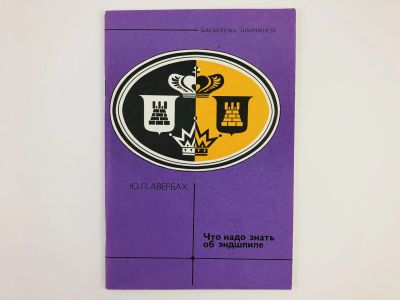 БИБЛИОТЕЧКА ШАХМАТИСТА
Ю. П. АВЕРБАХ
Что надо знать
об эндшпиле